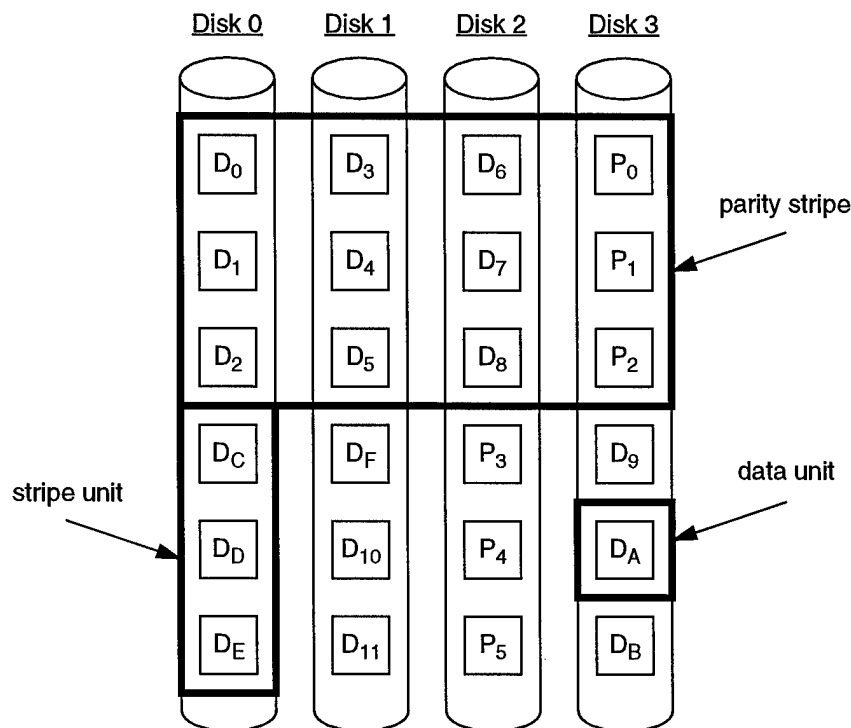 Disk 0 Disk 1 Disk 2 Disk 3
D0 D3 D6 P0
parity stripe
D1 D4 D7 P1
D2 D5 D8 P2
DC DF P3 D9
data unit
stripe unit
DD D10 P4 DA
DE D11 P5 DB